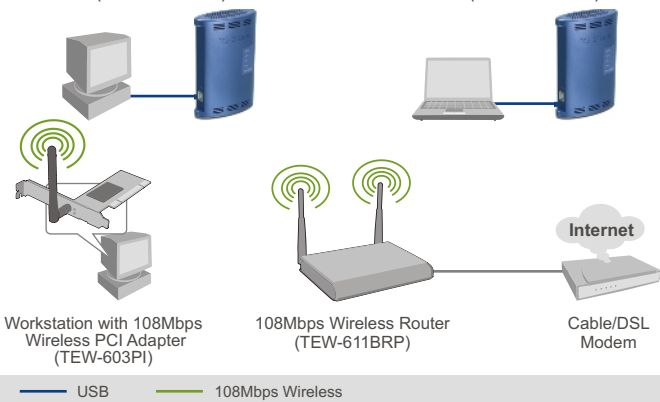 Internet
Workstation with 108Mbps
Wireless PCI Adapter
(TEW-603PI)
108Mbps Wireless Router
(TEW-611BRP)
Cable/DSL
Modem
USB
108Mbps Wireless